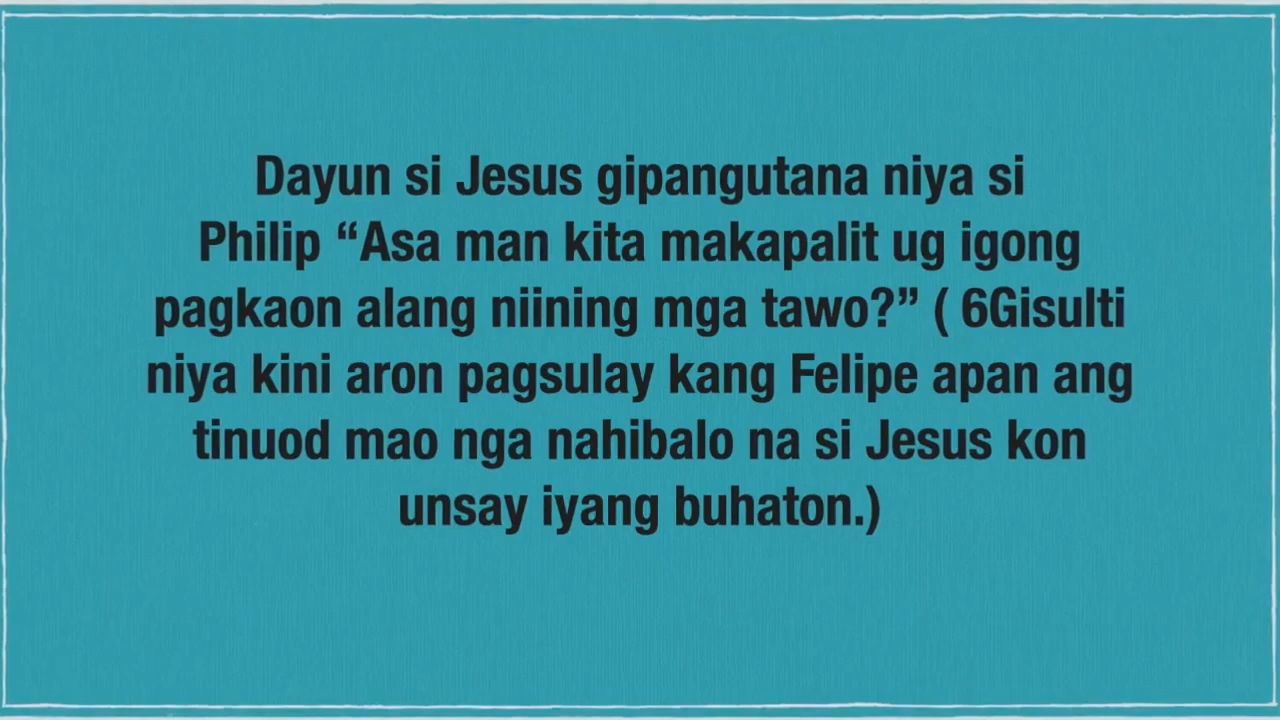 Dayun si Jesus gipangutana niya si
Philip “Asa man kita makapalit ug igong
pagkaon alang niining mga tawo?” ( 6Gisulti
niya kini aron pagsulay kang Felipe apan ang
tinuod mao nga nahibalo na si Jesus kon
unsay iyang buhaton.)